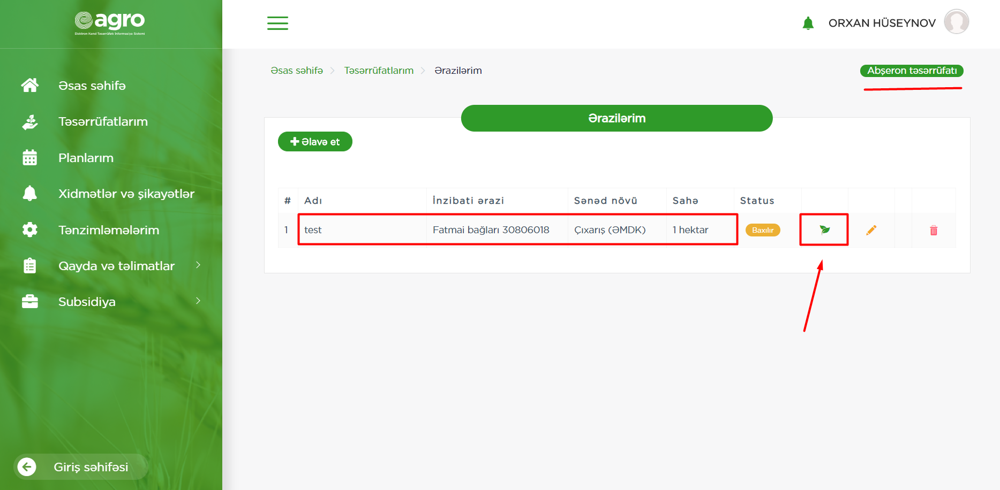 eagro
Elektron Kənd Təsərrüfatı İnformasiya Sistemi
ORXAN HÜSEYNOV
Əsas səhifə
Təsərrüfatlarım
Planlarım
Xidmətlər və şikayətlər
Tənzimləmələrim
Qayda və təlimatlar
Subsidiya
Giriş səhifəsi
Əsas səhifə > Təsərrüfatlarım > Ərazilərim
Abşeron təsərrüfatı
Ərazilərim
Əlavə et
# Adı İnzibati ərazi Sənəd növü Sahə Status
1 test Fatmai bağları 30806018 Çıxarış (ƏMDK) 1 hektar Baxılır